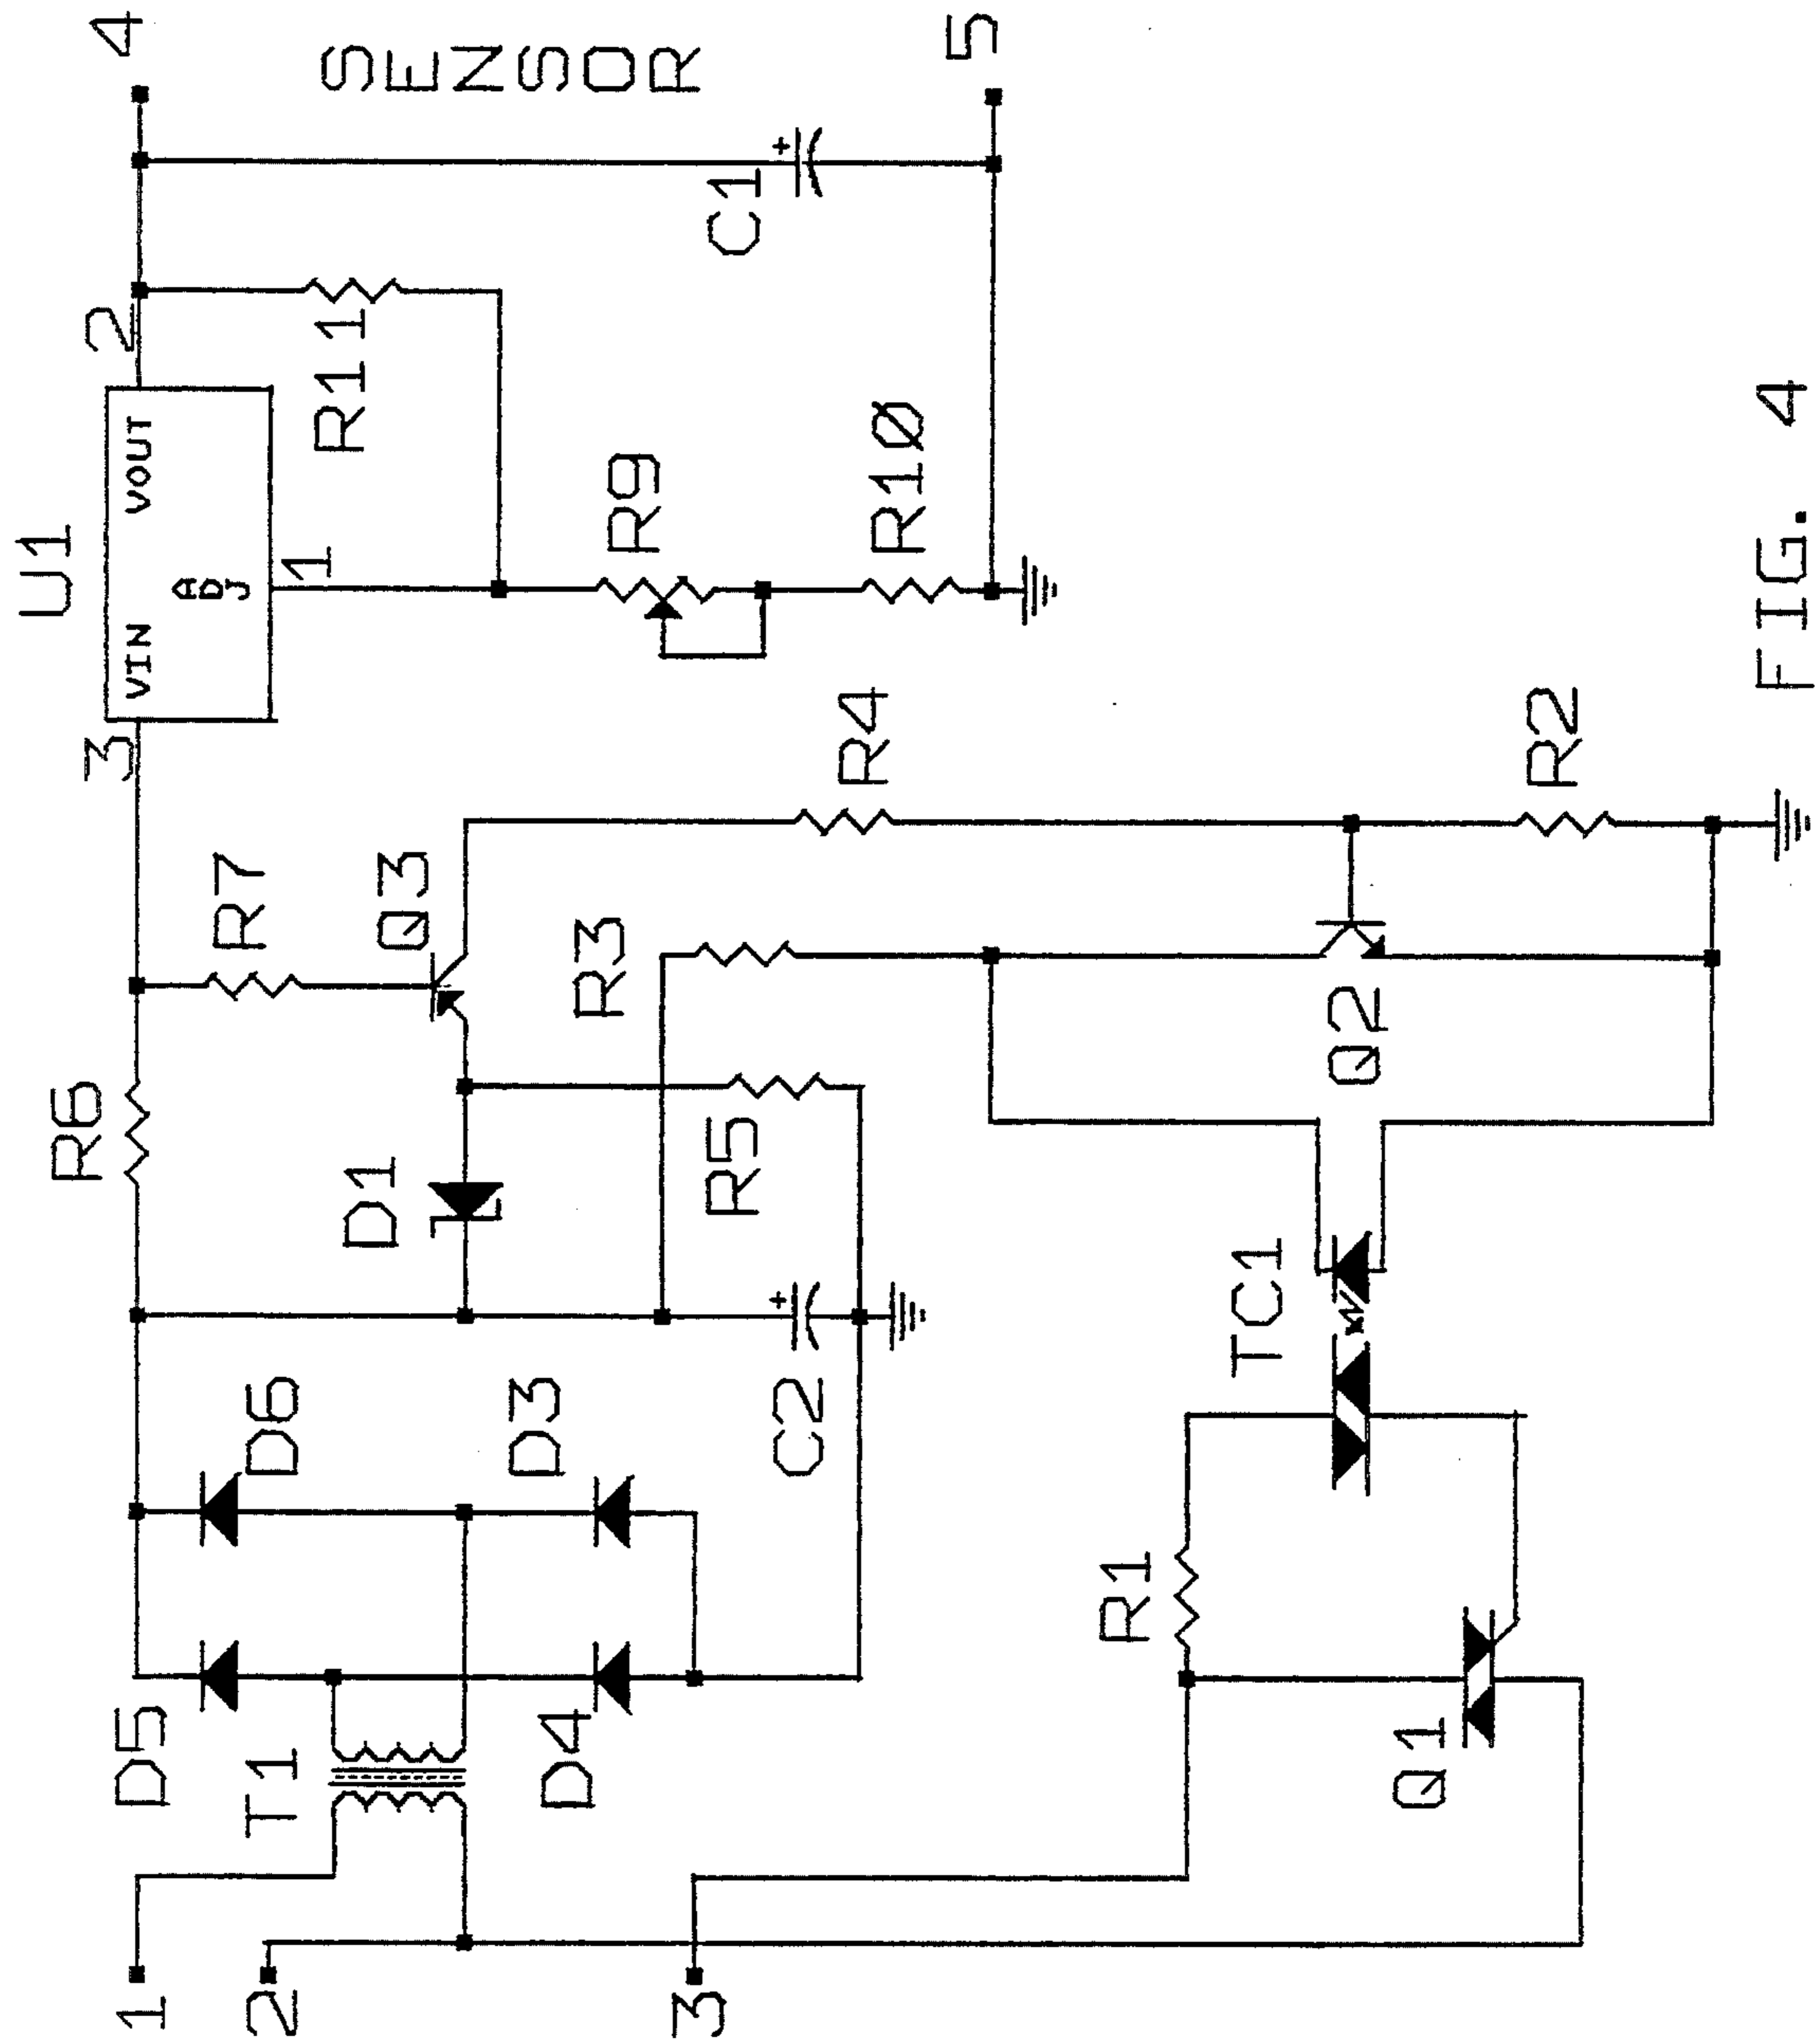 U1
VIN VOUT
ADJ
3
2
1
4
SENSOR
5
R6
R7
R11
R9
R10
C1
D5
D6
T1
D4
D3
D1
Q3
R5
C2
R3
R4
1
2
3
R1
TC1
Q1
Q2
R2
FIG. 4